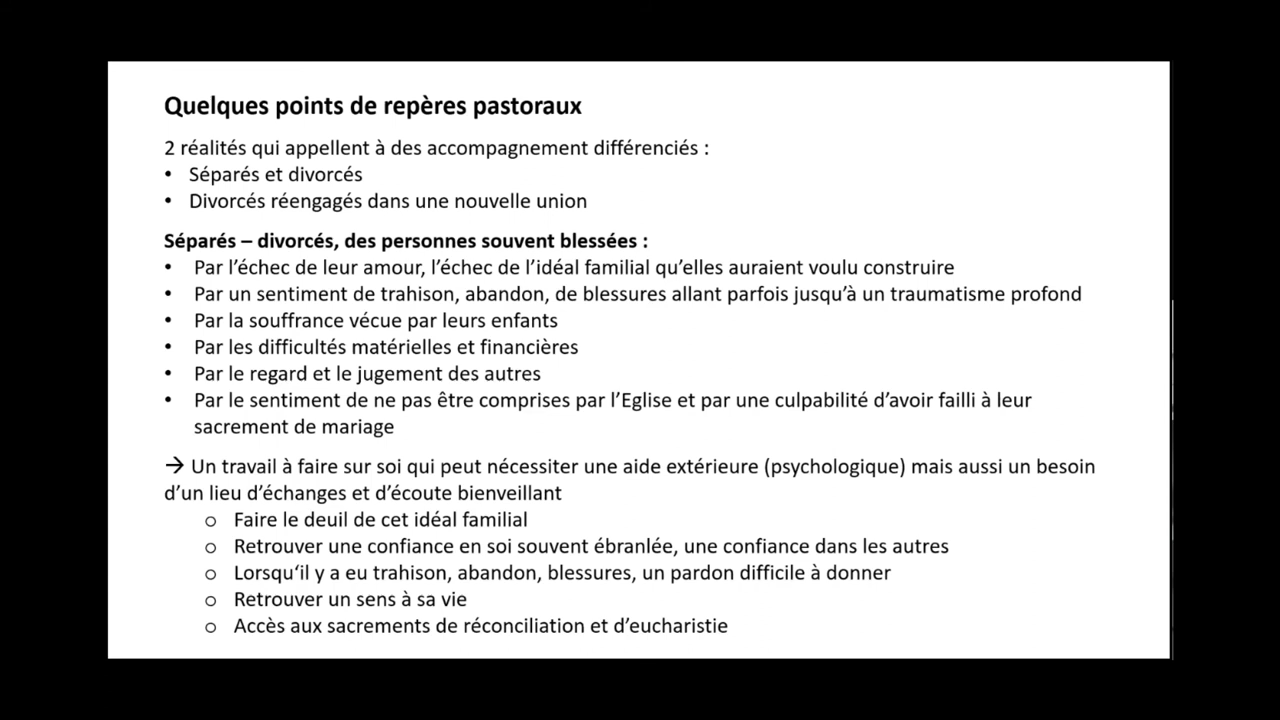 Quelques points de repères pastoraux
2 réalités qui appellent à des accompagnement différenciés :
• Séparés et divorcés
• Divorcés réengagés dans une nouvelle union
Séparés – divorcés, des personnes souvent blessées :
• Par l’échec de leur amour, l’échec de l’idéal familial qu’elles auraient voulu construire
• Par un sentiment de trahison, abandon, de blessures allant parfois jusqu’à un traumatisme profond
• Par la souffrance vécue par leurs enfants
• Par les difficultés matérielles et financières
• Par le regard et le jugement des autres
• Par le sentiment de ne pas être comprises par l’Eglise et par une culpabilité d’avoir failli à leur
sacrement de mariage
→ Un travail à faire sur soi qui peut nécessiter une aide extérieure (psychologique) mais aussi un besoin
d’un lieu d’échanges et d’écoute bienveillant
o Faire le deuil de cet idéal familial
o Retrouver une confiance en soi souvent ébranlée, une confiance dans les autres
o Lorsqu‘il y a eu trahison, abandon, blessures, un pardon difficile à donner
o Retrouver un sens à sa vie
o Accès aux sacrements de réconciliation et d’eucharistie